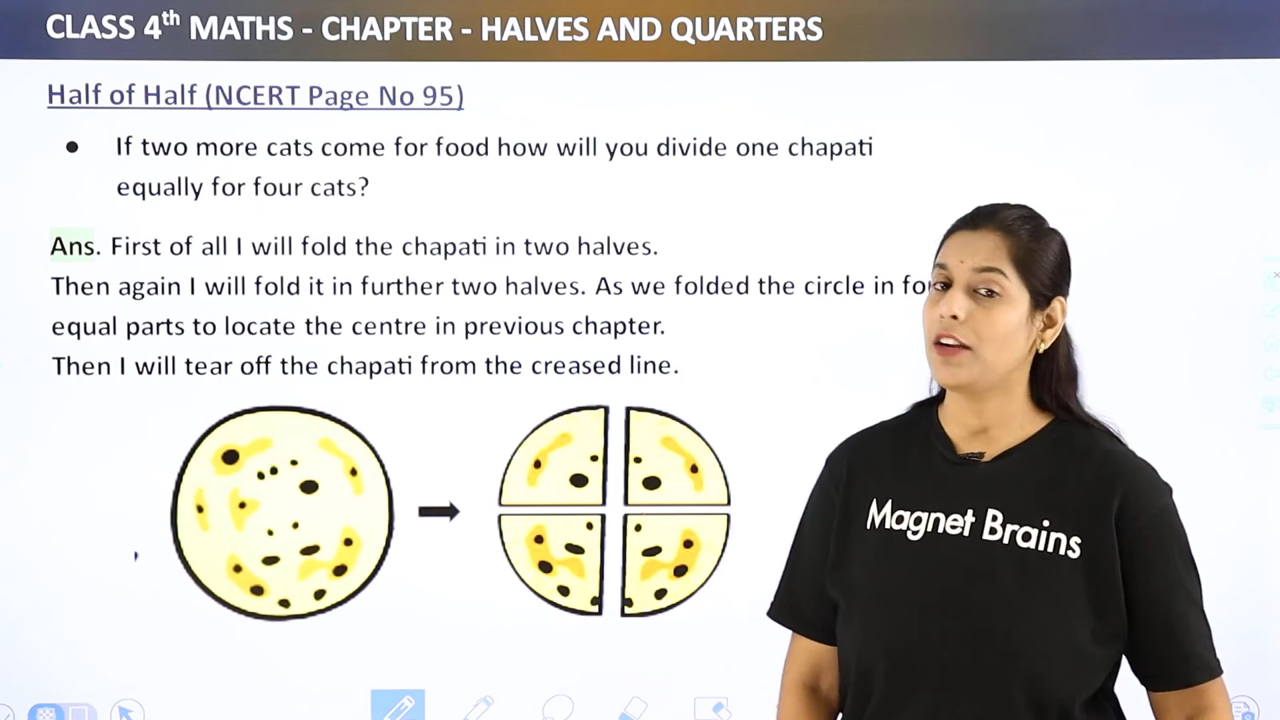 CLASS 4th MATHS - CHAPTER - HALVES AND QUARTERS
Half of Half (NCERT Page No 95)
● If two more cats come for food how will you divide one chapati
equally for four cats?
Ans. First of all I will fold the chapati in two halves.
Then again I will fold it in further two halves. As we folded the circle in
equal parts to locate the centre in previous chapter.
Then I will tear off the chapati from the creased line.
Magnet Brains